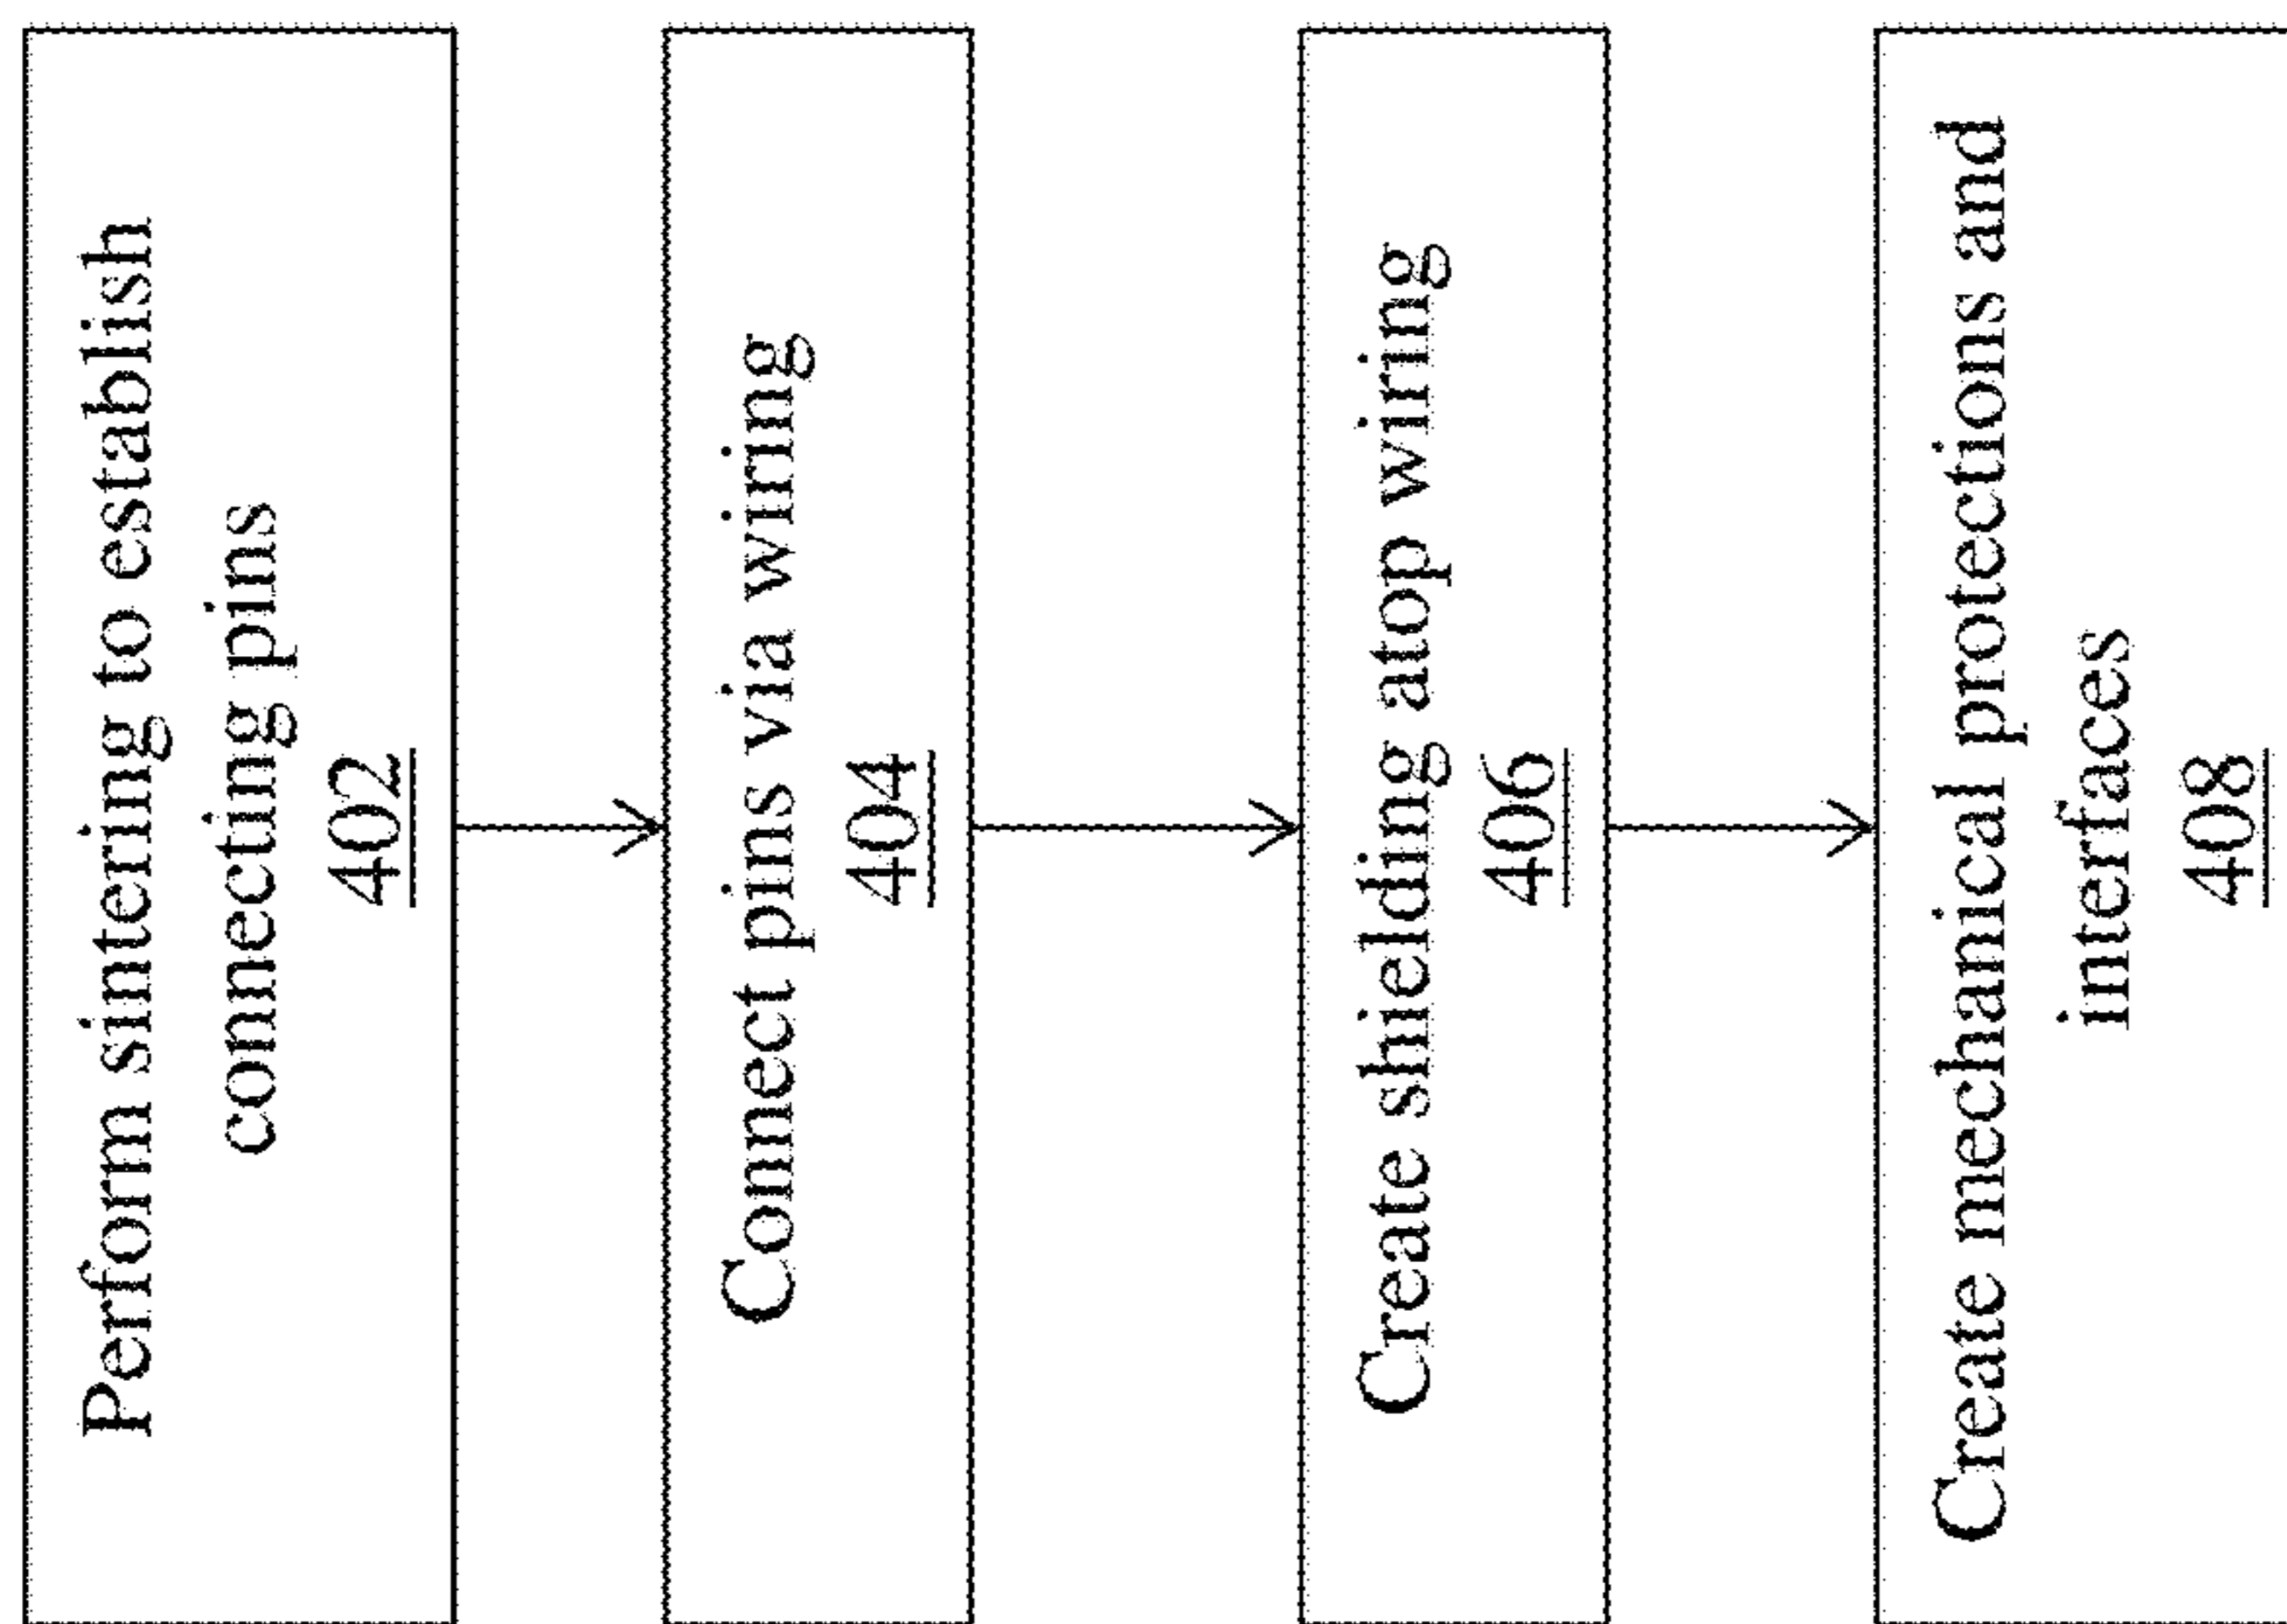 Perform sintering to establish
connecting pins
402
Connect pins via wiring
404
Create shielding atop wiring
406
Create mechanical protections and
interfaces
408